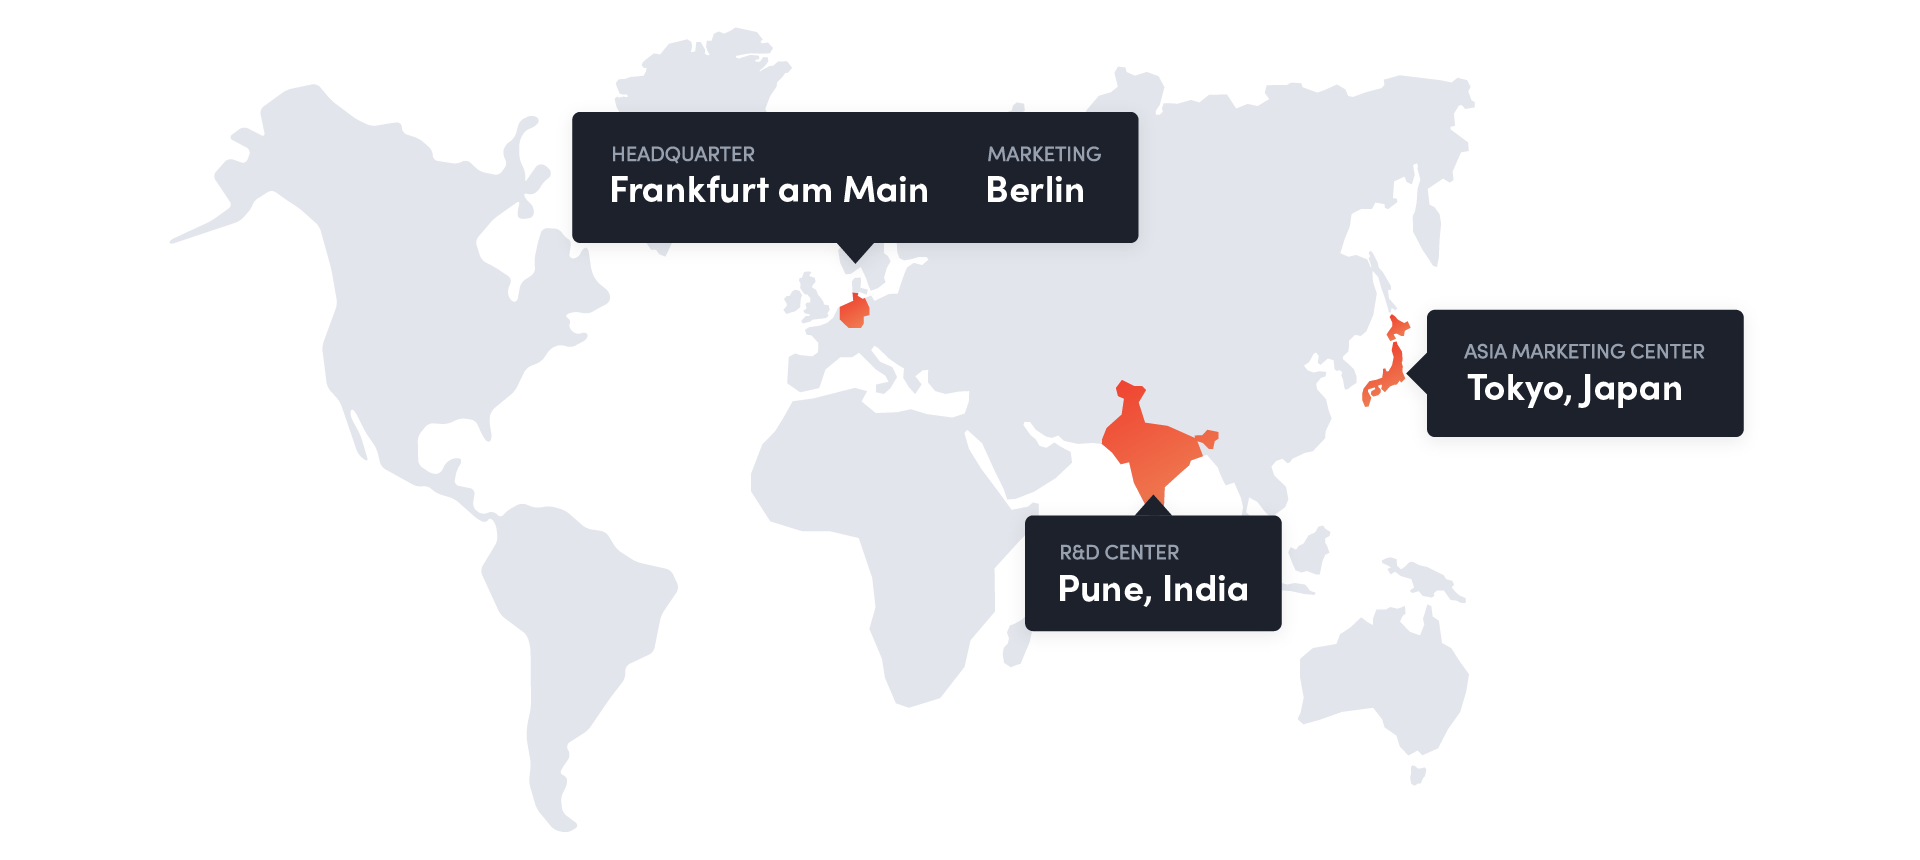 HEADQUARTER
Frankfurt am Main
MARKETING
Berlin
ASIA MARKETING CENTER
Tokyo, Japan
R&D CENTER
Pune, India